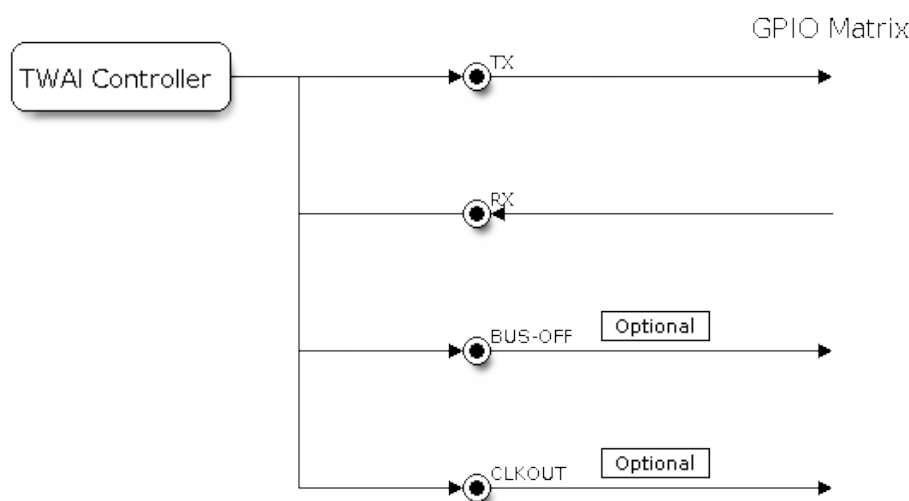 GPIO Matrix
TWAI Controller
TX
RX
BUS-OFF
Optional
CLKOUT
Optional